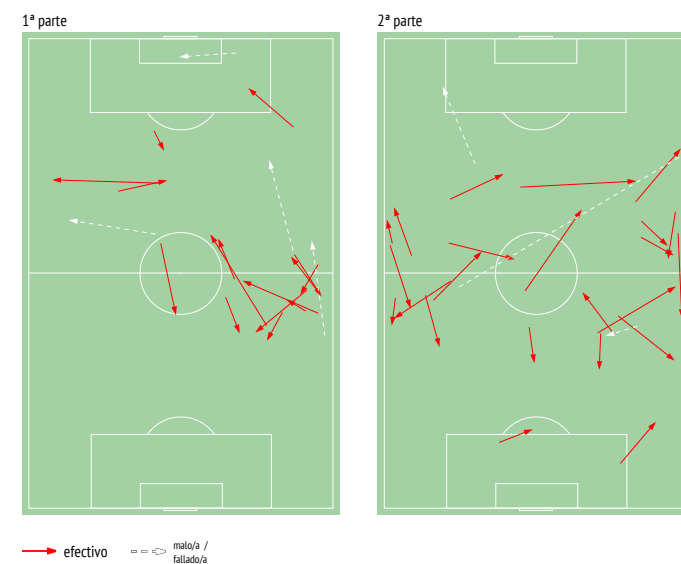 1ª parte
2ª parte
efectivo
malo/a /
fallado/a